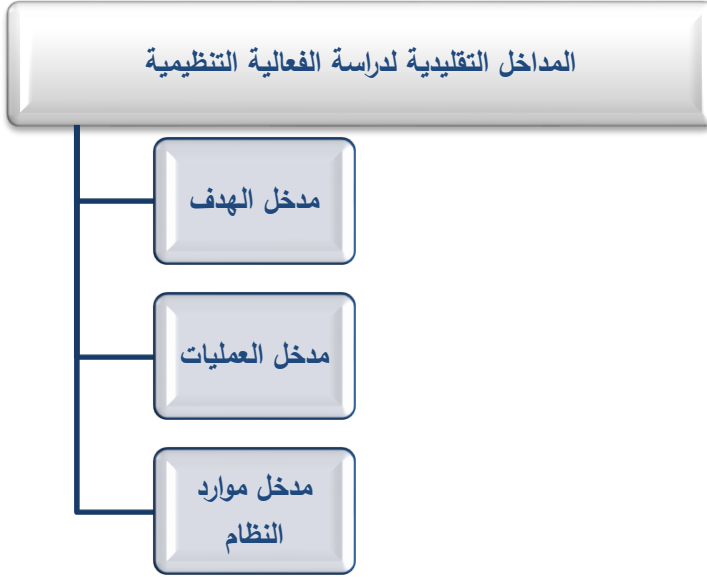 المداخل التقليدية لدراسة الفعالية التنظيمية
مدخل الهدف
مدخل العمليات
مدخل موارد
النظام